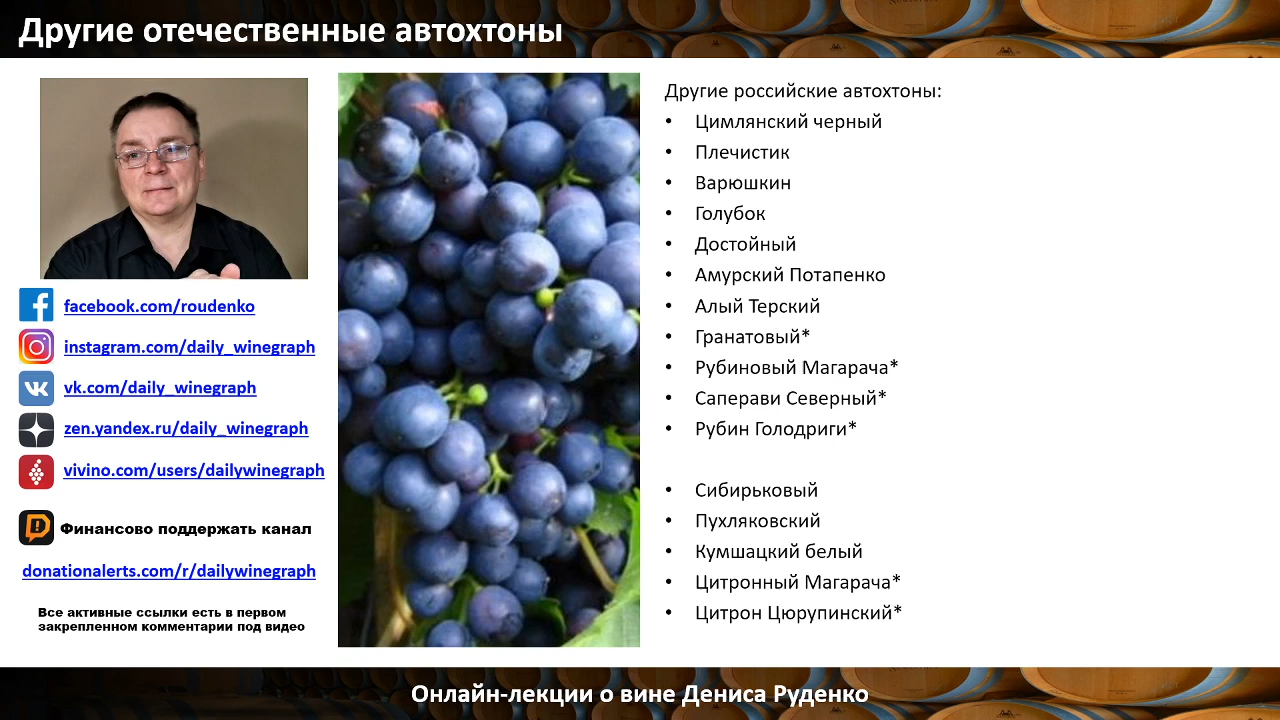 Другие отечественные автохтоны
facebook.com/roudenko
instagram.com/daily_winegraph
vk.com/daily_winegraph
zen.yandex.ru/daily_winegraph
vivino.com/users/dailywinegraph
Финансово поддержать канал
donationalerts.com/r/dailywinegraph
Все активные ссылки есть в первом
закрепленном комментарии под видео
Другие российские автохтоны:
• Цимлянский черный
• Плечистик
• Варюшкин
• Голубок
• Достойный
• Амурский Потапенко
• Алый Терский
• Гранатовый*
• Рубиновый Магарача*
• Саперави Северный*
• Рубин Голодриги*
• Сибирьковый
• Пухляковский
• Кумшацкий белый
• Цитронный Магарача*
• Цитрон Цюрупинский*
Онлайн-лекции о вине Дениса Руденко